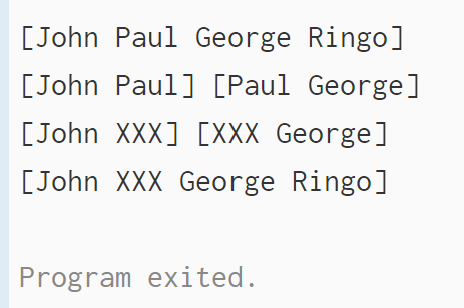 [John Paul George Ringo]
[John Paul] [Paul George]
[John XXX] [XXX George]
[John XXX George Ringo]
Program exited.